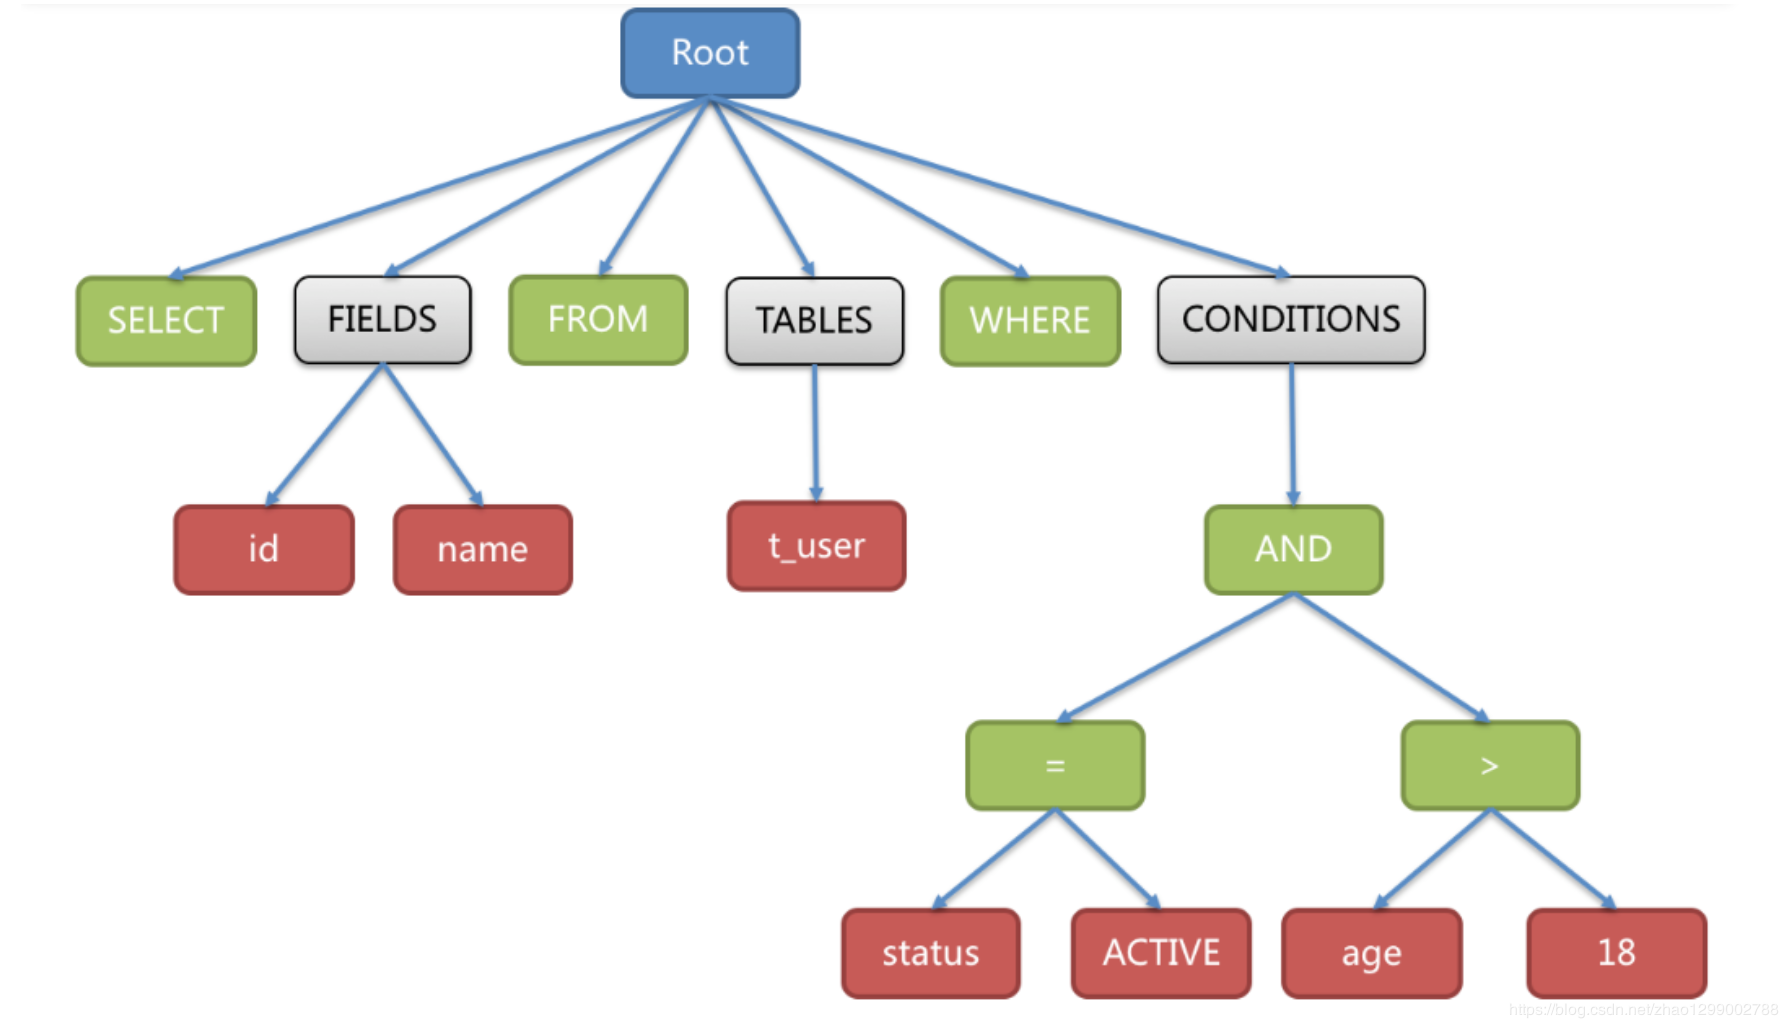 Root
SELECT
FIELDS
FROM
TABLES
WHERE
CONDITIONS
id
name
t_user
AND
=
>
status
ACTIVE
age
18
https://blog.csdn.net/zhao1299002788